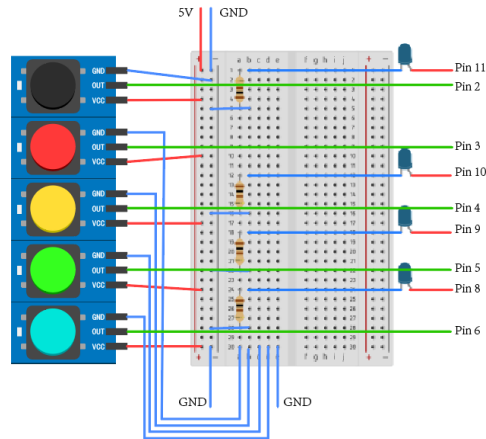 5V GND
a b c d e f g h i j
+ − + −
GND
OUT
VCC
Pin 11
Pin 2
GND
OUT
VCC
Pin 3
Pin 10
GND
OUT
VCC
Pin 4
Pin 9
GND
OUT
VCC
Pin 5
Pin 8
GND
OUT
VCC
Pin 6
+ − f g h i j + −
GND GND